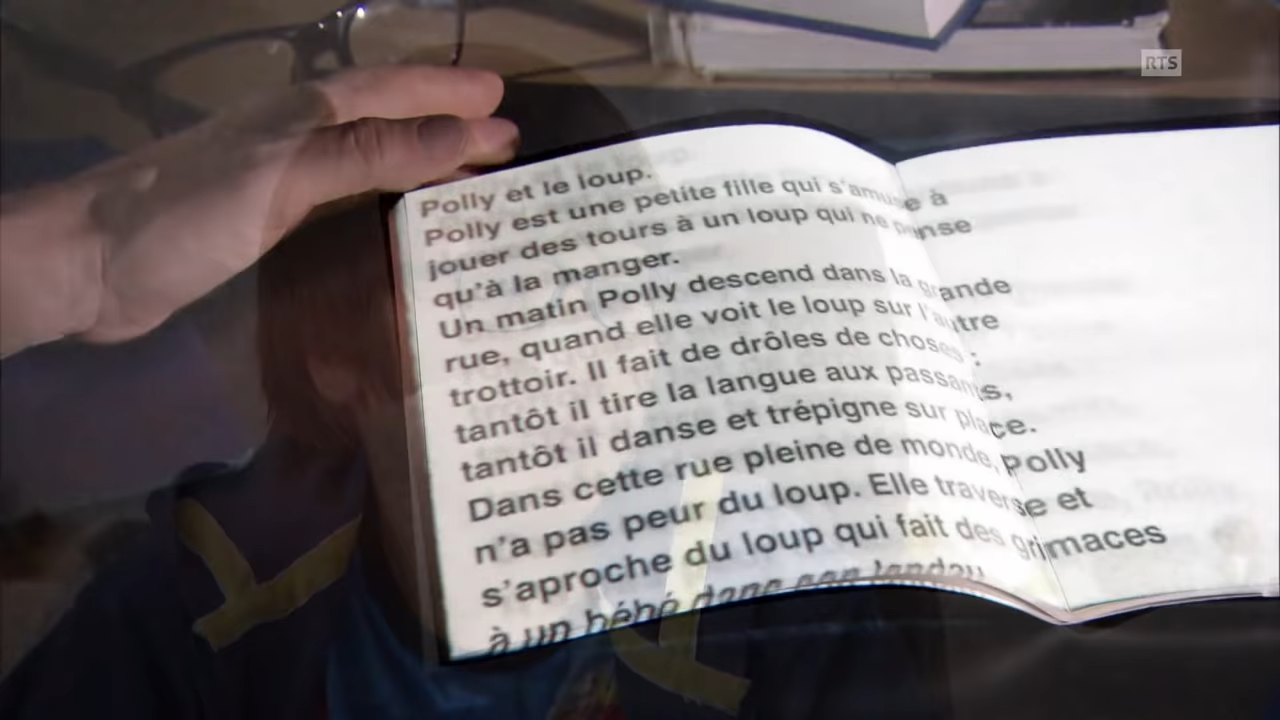 RTS
Polly et le loup.
Polly est une petite fille qui s'amuse à
jouer des tours à un loup qui ne pense
qu'à la manger.
Un matin Polly descend dans la grande
rue, quand elle voit le loup sur l'autre
trottoir. Il fait de drôles de choses :
tantôt il tire la langue aux passants,
tantôt il danse et trépigne sur place.
Dans cette rue pleine de monde, Polly
n'a pas peur du loup. Elle traverse et
s'aproche du loup qui fait des grimaces
à un bébé dans son landau